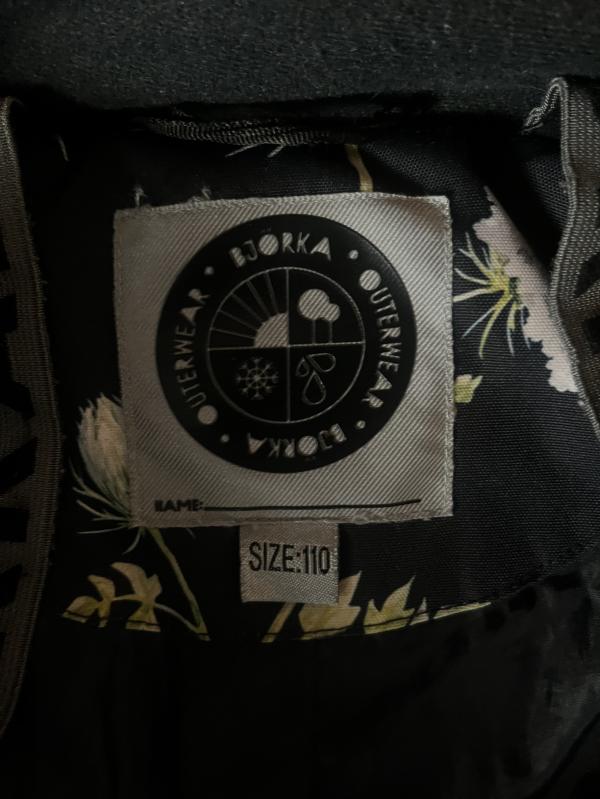 BJÖRKA • OUTERWEAR • BJÖRKA • OUTERWEAR •
NAME:
SIZE:110